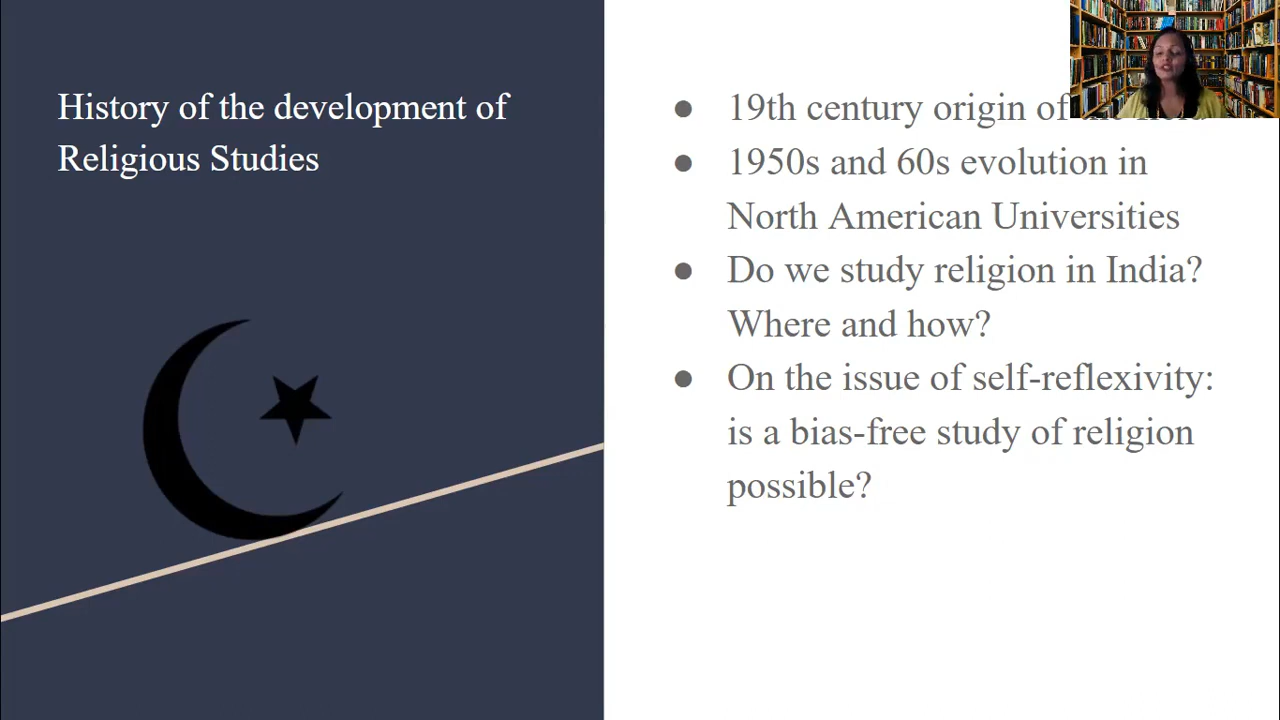 History of the development of
Religious Studies
● 19th century origin of
● 1950s and 60s evolution in
North American Universities
● Do we study religion in India?
Where and how?
● On the issue of self-reflexivity:
is a bias-free study of religion
possible?